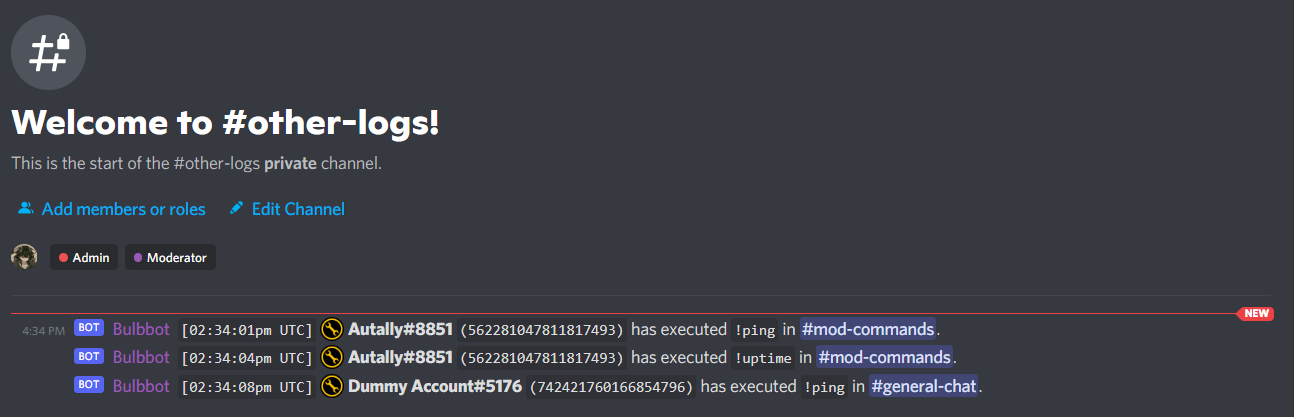 Welcome to #other-logs!
This is the start of the #other-logs private channel.
Add members or roles Edit Channel
Admin Moderator
NEW
4:34 PM BOT Bulbbot [02:34:01pm UTC] Autally#8851 (562281047811817493) has executed !ping in #mod-commands.
BOT Bulbbot [02:34:04pm UTC] Autally#8851 (562281047811817493) has executed !uptime in #mod-commands.
BOT Bulbbot [02:34:08pm UTC] Dummy Account#5176 (742421760166854796) has executed !ping in #general-chat.